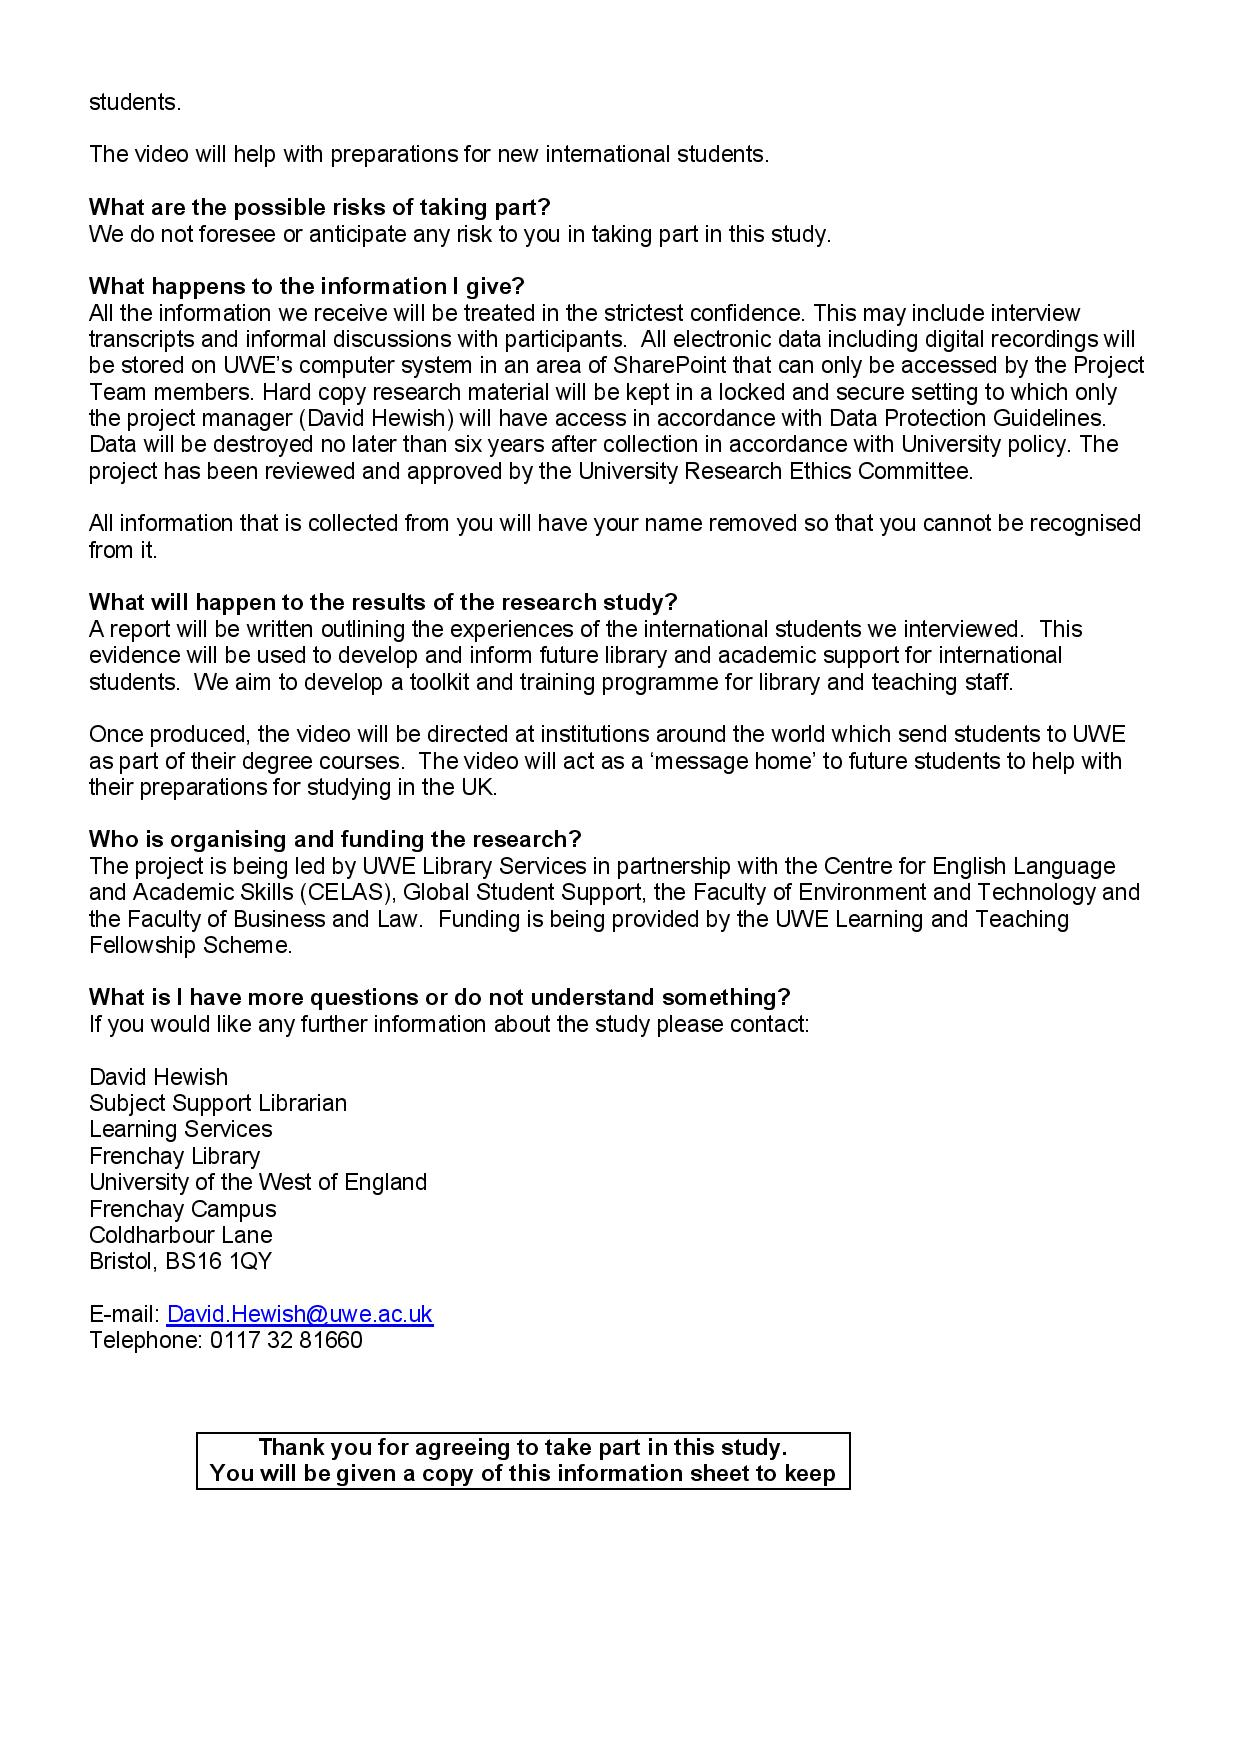 students.
The video will help with preparations for new international students.
What are the possible risks of taking part?
We do not foresee or anticipate any risk to you in taking part in this study.
What happens to the information I give?
All the information we receive will be treated in the strictest confidence. This may include interview
transcripts and informal discussions with participants.  All electronic data including digital recordings will
be stored on UWE’s computer system in an area of SharePoint that can only be accessed by the Project
Team members. Hard copy research material will be kept in a locked and secure setting to which only
the project manager (David Hewish) will have access in accordance with Data Protection Guidelines.
Data will be destroyed no later than six years after collection in accordance with University policy. The
project has been reviewed and approved by the University Research Ethics Committee.
All information that is collected from you will have your name removed so that you cannot be recognised
from it.
What will happen to the results of the research study?
A report will be written outlining the experiences of the international students we interviewed.  This
evidence will be used to develop and inform future library and academic support for international
students.  We aim to develop a toolkit and training programme for library and teaching staff.
Once produced, the video will be directed at institutions around the world which send students to UWE
as part of their degree courses.  The video will act as a ‘message home’ to future students to help with
their preparations for studying in the UK.
Who is organising and funding the research?
The project is being led by UWE Library Services in partnership with the Centre for English Language
and Academic Skills (CELAS), Global Student Support, the Faculty of Environment and Technology and
the Faculty of Business and Law.  Funding is being provided by the UWE Learning and Teaching
Fellowship Scheme.
What is I have more questions or do not understand something?
If you would like any further information about the study please contact:
David Hewish
Subject Support Librarian
Learning Services
Frenchay Library
University of the West of England
Frenchay Campus
Coldharbour Lane
Bristol, BS16 1QY
E-mail: David.Hewish@uwe.ac.uk
Telephone: 0117 32 81660
Thank you for agreeing to take part in this study.
You will be given a copy of this information sheet to keep